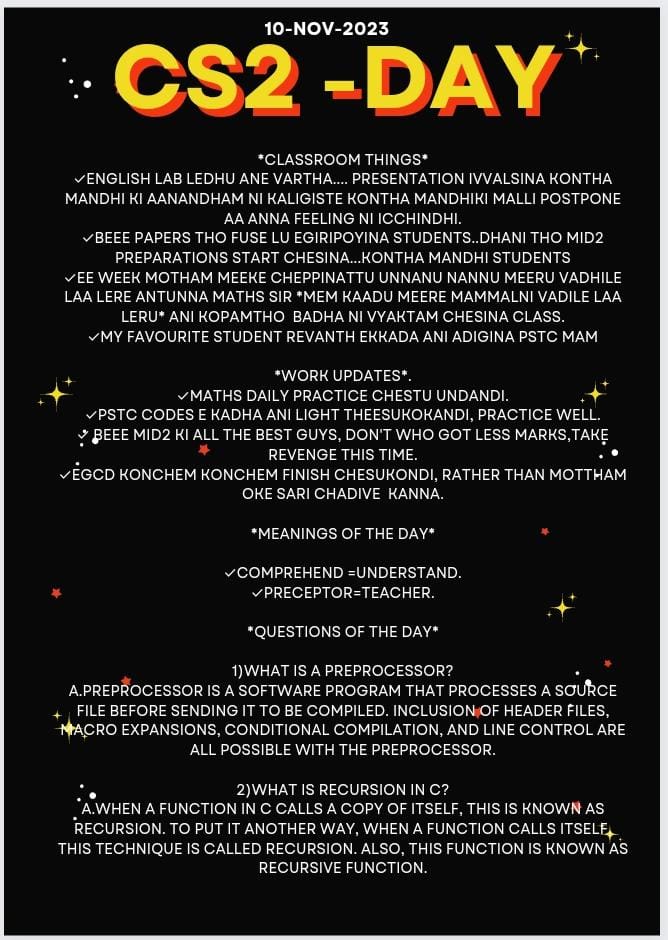 10-NOV-2023
CS2 -DAY
*CLASSROOM THINGS*
✓ENGLISH LAB LEDHU ANE VARTHA.... PRESENTATION IVVALSINA KONTHA
MANDHI KI AANANDHAM NI KALIGISTE KONTHA MANDHIKI MALLI POSTPONE
AA ANNA FEELING NI ICCHINDHI.
✓BEEE PAPERS THO FUSE LU EGIRIPOYINA STUDENTS..DHANI THO MID2
PREPARATIONS START CHESINA...KONTHA MANDHI STUDENTS
✓EE WEEK MOTHAM MEEKE CHEPPINATTU UNNANU NANNU MEERU VADHILE
LAA LERE ANTUNNA MATHS SIR *MEM KAADU MEERE MAMMALNI VADILE LAA
LERU* ANI KOPAMTHO BADHA NI VYAKTAM CHESINA CLASS.
✓MY FAVOURITE STUDENT REVANTH EKKADA ANI ADIGINA PSTC MAM
*WORK UPDATES*.
✓MATHS DAILY PRACTICE CHESTU UNDANDI.
✓PSTC CODES E KADHA ANI LIGHT THEESUKOKANDI, PRACTICE WELL.
✓ BEEE MID2 KI ALL THE BEST GUYS, DON'T WHO GOT LESS MARKS,TAKE
REVENGE THIS TIME.
✓EGCD KONCHEM KONCHEM FINISH CHESUKONDI, RATHER THAN MOTTHAM
OKE SARI CHADIVE KANNA.
*MEANINGS OF THE DAY*
✓COMPREHEND =UNDERSTAND.
✓PRECEPTOR=TEACHER.
*QUESTIONS OF THE DAY*
1)WHAT IS A PREPROCESSOR?
A.PREPROCESSOR IS A SOFTWARE PROGRAM THAT PROCESSES A SOURCE
FILE BEFORE SENDING IT TO BE COMPILED. INCLUSION OF HEADER FILES,
MACRO EXPANSIONS, CONDITIONAL COMPILATION, AND LINE CONTROL ARE
ALL POSSIBLE WITH THE PREPROCESSOR.
2)WHAT IS RECURSION IN C?
A.WHEN A FUNCTION IN C CALLS A COPY OF ITSELF, THIS IS KNOWN AS
RECURSION. TO PUT IT ANOTHER WAY, WHEN A FUNCTION CALLS ITSELF,
THIS TECHNIQUE IS CALLED RECURSION. ALSO, THIS FUNCTION IS KNOWN AS
RECURSIVE FUNCTION.